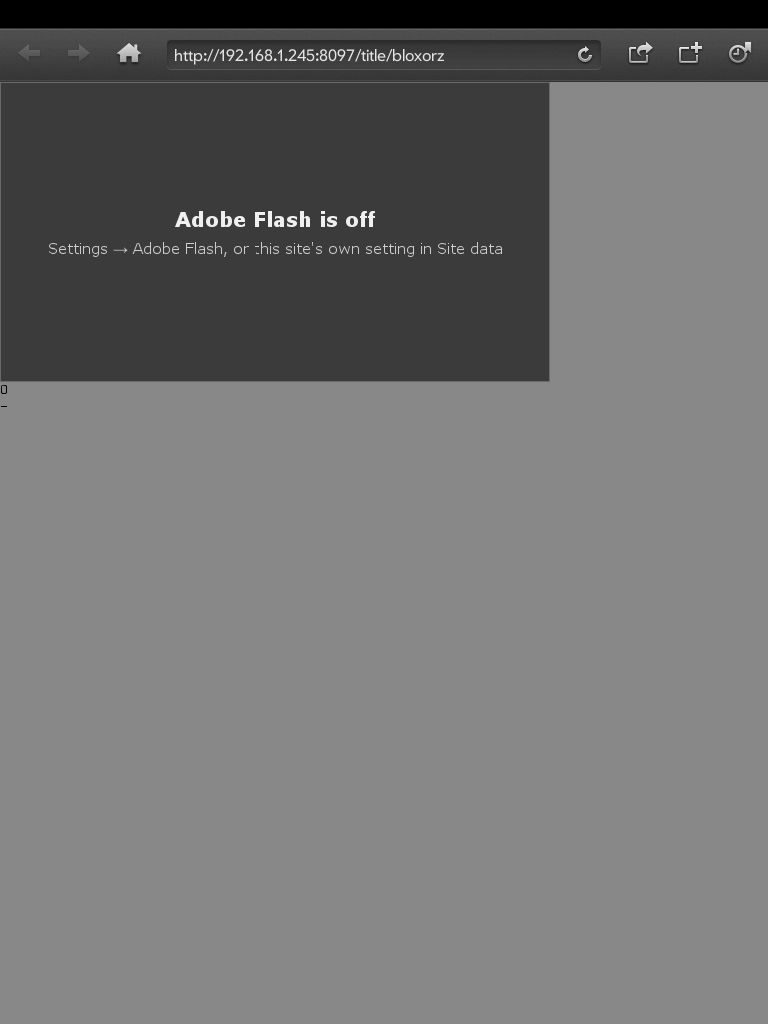 http://192.168.1.245:8097/title/bloxorz
Adobe Flash is off
Settings → Adobe Flash, or this site's own setting in Site data
0
–